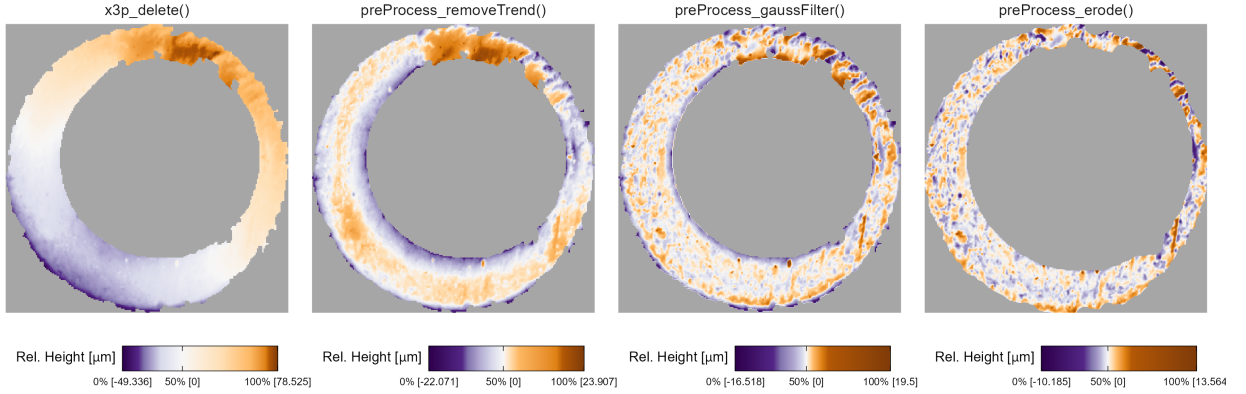 x3p_delete() preProcess_removeTrend() preProcess_gaussFilter() preProcess_erode()
Rel. Height [µm] Rel. Height [µm] Rel. Height [µm] Rel. Height [µm]
0% [-49.336] 50% [0] 100% [78.525] 0% [-22.071] 50% [0] 100% [23.907] 0% [-16.518] 50% [0] 100% [19.5] 0% [-10.185] 50% [0] 100% [13.564